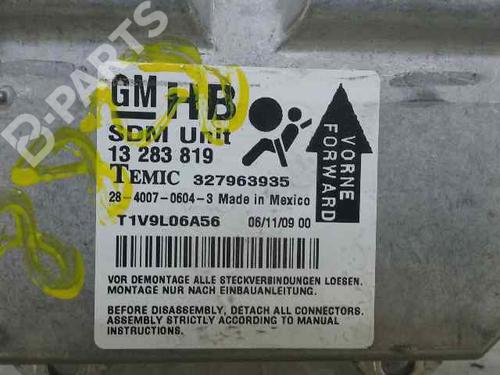 B-PARTS
GM HB
SDM Unit
13 283 819
TEMIC 327963935
28-4007-0604-3 Made in Mexico
T1V9L06A56 06/11/09 00
VORNE
FORWARD
VOR DEMONTAGE ALLE STECKVERBINDUNGEN LOESEN.
MONTAGE NUR NACH EINBAUANLEITUNG.
BEFORE DISASSEMBLY, DETACH ALL CONNECTORS.
ASSEMBLY STRICTLY ACCORDING TO MANUAL
INSTRUCTIONS.